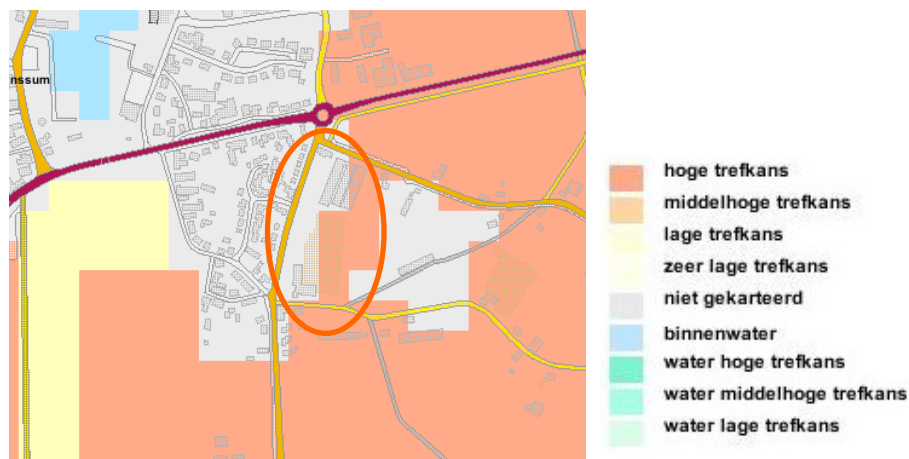 nssum
hoge trefkans
middelhoge trefkans
lage trefkans
zeer lage trefkans
niet gekarteerd
binnenwater
water hoge trefkans
water middelhoge trefkans
water lage trefkans